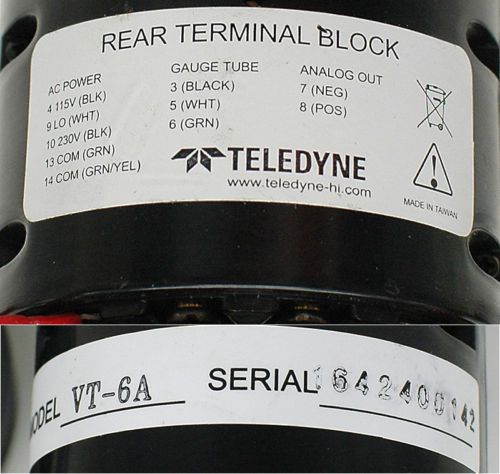 REAR TERMINAL BLOCK
AC POWER
4 115V (BLK)
9 LO (WHT)
10 230V (BLK)
13 COM (GRN)
14 COM (GRN/YEL)
GAUGE TUBE
3 (BLACK)
5 (WHT)
6 (GRN)
ANALOG OUT
7 (NEG)
8 (POS)
TELEDYNE
www.teledyne-hi.com
MADE IN TAIWAN
MODEL VT-6A SERIAL 1642400142